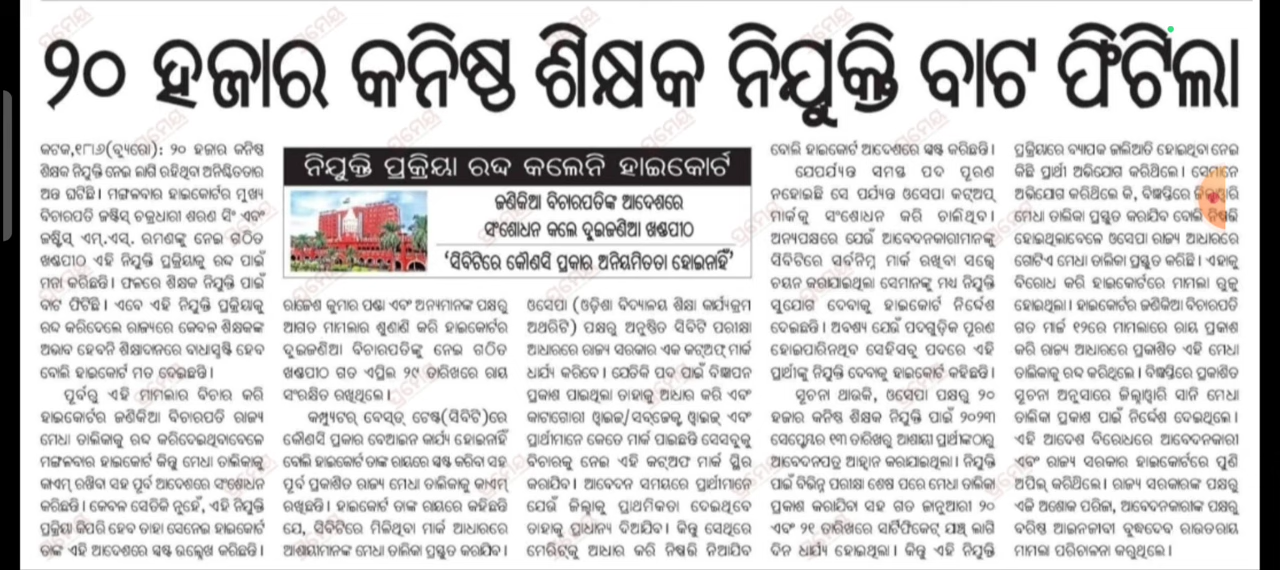 ୨୦ ହଜାର କନିଷ୍ଠ ଶିକ୍ଷକ ନିଯୁକ୍ତି ବାଟ ଫିଟିଲା
କଟକ,୧୮ା୬(ବ୍ୟୁରୋ): ୨୦ ହଜାର କନିଷ୍ଠ
ଶିକ୍ଷକ ନିଯୁକ୍ତି ନେଇ ଲାଗି ରହିଥିବା ଅନିଶ୍ଚିତତାର
ଅନ୍ତ ଘଟିଛି। ମଙ୍ଗଳବାର ହାଇକୋର୍ଟର ମୁଖ୍ୟ
ବିଚାରପତି ଜଷ୍ଟିସ୍ ଚକ୍ରଧାରୀ ଶରଣ ସିଂ ଏବଂ
ଜଷ୍ଟିସ୍ ଏମ୍.ଏସ୍. ରମଣଙ୍କୁ ନେଇ ଗଠିତ
ଖଣ୍ଡପୀଠ ଏହି ନିଯୁକ୍ତି ପ୍ରକ୍ରିୟାକୁ ରଦ୍ଦ ପାଇଁ
ମନା କରିଛନ୍ତି। ଫଳରେ ଶିକ୍ଷକ ନିଯୁକ୍ତି ପାଇଁ
ବାଟ ଫିଟିଛି। ଏବେ ଏହି ନିଯୁକ୍ତି ପ୍ରକ୍ରିୟାକୁ
ରଦ୍ଦ କରିଦେଲେ ରାଜ୍ୟରେ କେବଳ ଶିକ୍ଷକଙ୍କ
ଅଭାବ ହେବନି ଶିକ୍ଷାଦାନରେ ବାଧାସୃଷ୍ଟି ହେବ
ବୋଲି ହାଇକୋର୍ଟ ମତ ଦେଇଛନ୍ତି।
ପୂର୍ବରୁ ଏହି ମାମଲାର ବିଚାର କରି
ହାଇକୋର୍ଟର ଜଣିକିଆ ବିଚାରପତି ରାଜ୍ୟ
ମେଧା ତାଲିକାକୁ ରଦ୍ଦ କରିଦେଇଥିବାବେଳେ
ମଙ୍ଗଳବାର ହାଇକୋର୍ଟ କିନ୍ତୁ ମେଧା ତାଲିକାକୁ
କାଏମ୍ ରଖିବା ସହ ପୂର୍ବ ଆଦେଶରେ ସଂଶୋଧନ
କରିଛନ୍ତି। କେବଳ ସେତିକି ନୁହେଁ, ଏହି ନିଯୁକ୍ତି
ପ୍ରକ୍ରିୟା କିପରି ହେବ ତାହା ସେନେଇ ହାଇକୋର୍ଟ
ତାଙ୍କ ଏହି ଆଦେଶରେ ସ୍ପଷ୍ଟ ଉଲ୍ଲେଖ କରିଛନ୍ତି।
ନିଯୁକ୍ତି ପ୍ରକ୍ରିୟା ରଦ୍ଦ କଲେନି ହାଇକୋର୍ଟ
ଜଣିକିଆ ବିଚାରପତିଙ୍କ ଆଦେଶରେ
ସଂଶୋଧନ କଲେ ଦୁଇଜଣିଆ ଖଣ୍ଡପୀଠ
'ସିବିଟିରେ କୌଣସି ପ୍ରକାର ଅନିୟମିତତା ହୋଇନାହିଁ'
ରାଜେଶ କୁମାର ପଣ୍ଡା ଏବଂ ଅନ୍ୟମାନଙ୍କ ପକ୍ଷରୁ
ଆଗତ ମାମଲାର ଶୁଣାଣି କରି ହାଇକୋର୍ଟର
ଦୁଇଜଣିଆ ବିଚାରପତିଙ୍କୁ ନେଇ ଗଠିତ
ଖଣ୍ଡପୀଠ ଗତ ଏପ୍ରିଲ ୨୯ ତାରିଖରେ ରାୟ
ସଂରକ୍ଷିତ ରଖିଥିଲେ।
କମ୍ପ୍ୟୁଟର୍ ବେସ୍‌ଡ୍ ଟେଷ୍ଟ(ସିବିଟି)ରେ
କୌଣସି ପ୍ରକାର ବେଆଇନ କାର୍ଯ୍ୟ ହୋଇନାହିଁ
ବୋଲି ହାଇକୋର୍ଟ ତାଙ୍କ ରାୟରେ ସ୍ପଷ୍ଟ କରିବା ସହ
ପୂର୍ବ ପ୍ରକାଶିତ ରାଜ୍ୟ ମେଧା ତାଲିକାକୁ କାଏମ୍
ରଖିଛନ୍ତି। ହାଇକୋର୍ଟ ତାଙ୍କ ରାୟରେ କହିଛନ୍ତି
ଯେ, ସିବିଟିରେ ମିଳିଥିବା ମାର୍କ ଆଧାରରେ
ଆଶାୟୀମାନଙ୍କ ମେଧା ତାଲିକା ପ୍ରସ୍ତୁତ କରାଯିବ।
ଓସେପା (ଓଡ଼ିଶା ବିଦ୍ୟାଳୟ ଶିକ୍ଷା କାର୍ଯ୍ୟକ୍ରମ
ଅଥରିଟି) ପକ୍ଷରୁ ଅନୁଷ୍ଠିତ ସିବିଟି ପରୀକ୍ଷା
ଆଧାରରେ ରାଜ୍ୟ ସରକାର ଏକ କଟ୍‌ଅଫ୍ ମାର୍କ
ଧାର୍ଯ୍ୟ କରିବେ। ଯେତିକି ପଦ ପାଇଁ ବିଜ୍ଞାପନ
ପ୍ରକାଶ ପାଇଥିଲା ତାହାକୁ ଆଧାର କରି ଏବଂ
କାଟାଗୋରୀ ୱାଇଜ୍/ସବ୍‌ଜେକ୍ଟ ୱାଇଜ୍ ଏବଂ
ପ୍ରାର୍ଥୀମାନେ କେତେ ମାର୍କ ପାଇଛନ୍ତି ସେସବୁକୁ
ବିଚାରକୁ ନେଇ ଏହି କଟ୍‌ଅଫ ମାର୍କ ସ୍ଥିର
କରାଯିବ। ଆବେଦନ ସମୟରେ ପ୍ରାର୍ଥୀମାନେ
ଯେଉଁ ଜିଲ୍ଲାକୁ ପ୍ରାଥମିକତା ଦେଇଥିବେ
ତାହାକୁ ପ୍ରାଧାନ୍ୟ ଦିଆଯିବ। କିନ୍ତୁ ସେଥିରେ
ମେରିଟ୍‌କୁ ଆଧାର କରି ନିଷ୍ପତ୍ତି ନିଆଯିବ
ବୋଲି ହାଇକୋର୍ଟ ଆଦେଶରେ ସ୍ପଷ୍ଟ କରିଛନ୍ତି।
ଯେପର୍ଯ୍ୟନ୍ତ ସମସ୍ତ ପଦ ପୂରଣ
ନହୋଇଛି ସେ ପର୍ଯ୍ୟନ୍ତ ଓସେପା କଟ୍‌ଅଫ୍
ମାର୍କକୁ ସଂଶୋଧନ କରି ଚାଲିଥିବ।
ଅନ୍ୟପକ୍ଷରେ ଯେଉଁ ଆବେଦନକାରୀମାନଙ୍କୁ
ସିବିଟିରେ ସର୍ବନିମ୍ନ ମାର୍କ ରଖିବା ସତ୍ତ୍ୱେ
ଚୟନ କରାଯାଇଥିଲା ସେମାନଙ୍କୁ ମଧ୍ୟ ନିଯୁକ୍ତି
ସୁଯୋଗ ଦେବାକୁ ହାଇକୋର୍ଟ ନିର୍ଦ୍ଦେଶ
ଦେଇଛନ୍ତି। ଅବଶ୍ୟ ଯେଉଁ ପଦଗୁଡ଼ିକ ପୂରଣ
ହୋଇପାରିନଥିବ ସେହିସବୁ ପଦରେ ଏହି
ପ୍ରାର୍ଥୀଙ୍କୁ ନିଯୁକ୍ତି ଦେବାକୁ ହାଇକୋର୍ଟ କହିଛନ୍ତି।
ସୂଚନା ଥାଉକି, ଓସେପା ପକ୍ଷରୁ ୨୦
ହଜାର କନିଷ୍ଠ ଶିକ୍ଷକ ନିଯୁକ୍ତି ପାଇଁ ୨୦୨୩
ସେପ୍ଟେମ୍ବର ୧୩ ତାରିଖରୁ ଆଶାୟୀ ପ୍ରାର୍ଥୀଙ୍କଠାରୁ
ଆବେଦନପତ୍ର ଆହ୍ୱାନ କରାଯାଇଥିଲା। ନିଯୁକ୍ତି
ପାଇଁ ବିଭିନ୍ନ ପରୀକ୍ଷା ଶେଷ ପରେ ମେଧା ତାଲିକା
ପ୍ରକାଶ କରାଯିବା ସହ ଗତ ଜାନୁଆରୀ ୨୦
ଏବଂ ୨୧ ତାରିଖରେ ସାର୍ଟିଫିକେଟ୍ ଯାଞ୍ଚ୍ ଲାଗି
ଦିନ ଧାର୍ଯ୍ୟ ହୋଇଥିଲା। କିନ୍ତୁ ଏହି ନିଯୁକ୍ତି
ପ୍ରକ୍ରିୟାରେ ବ୍ୟାପକ ଜାଲିଆତି ହୋଇଥିବା ନେଇ
କିଛି ପ୍ରାର୍ଥୀ ଅଭିଯୋଗ କରିଥିଲେ। ସେମାନେ
ଅଭିଯୋଗ କରିଥିଲେ କି, ବିଜ୍ଞପ୍ତିରେ
ମେଧା ତାଲିକା ପ୍ରସ୍ତୁତ କରାଯିବ ବୋଲି ନିଷ୍ପତ୍ତି
ହୋଇଥିଲାବେଳେ ଓସେପା ରାଜ୍ୟ ଆଧାରରେ
ଗୋଟିଏ ମେଧା ତାଲିକା ପ୍ରସ୍ତୁତ କରିଛି। ଏହାକୁ
ବିରୋଧ କରି ହାଇକୋର୍ଟରେ ମାମଲା ରୁଜୁ
ହୋଇଥିଲା। ହାଇକୋର୍ଟର ଜଣିକିଆ ବିଚାରପତି
ଗତ ମାର୍ଚ୍ଚ ୧୨ରେ ମାମଲାରେ ରାୟ ପ୍ରକାଶ
କରି ରାଜ୍ୟ ଆଧାରରେ ପ୍ରକାଶିତ ଏହି ମେଧା
ତାଲିକାକୁ ରଦ୍ଦ କରିଥିଲେ। ବିଜ୍ଞପ୍ତିରେ ପ୍ରକାଶିତ
ସୂଚନା ଅନୁସାରେ ଜିଲ୍ଲାୱାରି ସାନି ମେଧା
ତାଲିକା ପ୍ରକାଶ ପାଇଁ ନିର୍ଦ୍ଦେଶ ଦେଇଥିଲେ।
ଏହି ଆଦେଶ ବିରୋଧରେ ଆବେଦନକାରୀ
ଏବଂ ରାଜ୍ୟ ସରକାର ହାଇକୋର୍ଟରେ ପୁଣି
ଅପିଲ୍ କରିଥିଲେ। ରାଜ୍ୟ ସରକାରଙ୍କ ପକ୍ଷରୁ
ଏଜି ଅଶୋକ ପରିଜା, ଆବେଦନକାରୀଙ୍କ ପକ୍ଷରୁ
ବରିଷ୍ଠ ଆଇନଜୀବୀ ବୁଦ୍ଧଦେବ ରାଉତରାୟ
ମାମଲା ପରିଚାଳନା କରୁଥିଲେ।